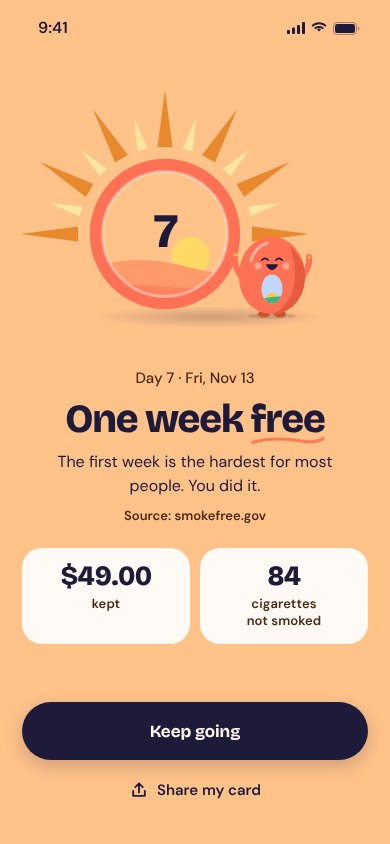 9:41
7
Day 7 · Fri, Nov 13
One week free
The first week is the hardest for most
people. You did it.
Source: smokefree.gov
$49.00
kept
84
cigarettes
not smoked
Keep going
Share my card